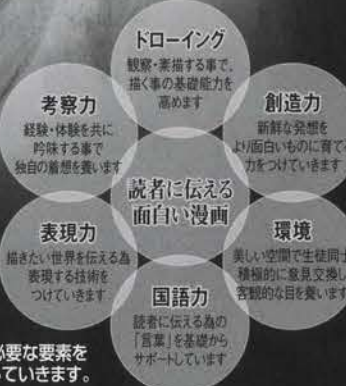 ドローイング
観察・素描する事で、
描く事の基礎能力を
高めます
考察力
経験・体験を共に
吟味する事で
独自の着想を養います
創造力
新鮮な発想を
より面白いものに育てる
力をつけていきます
読者に伝える
面白い漫画
表現力
描きたい世界を伝える為
表現する技術を
つけていきます
環境
美しい空間で生徒同士
積極的に意見交換し
客観的な目を養います
国語力
読者に伝える為の
「言葉」を基礎から
サポートしています
必要な要素を
っていきます。